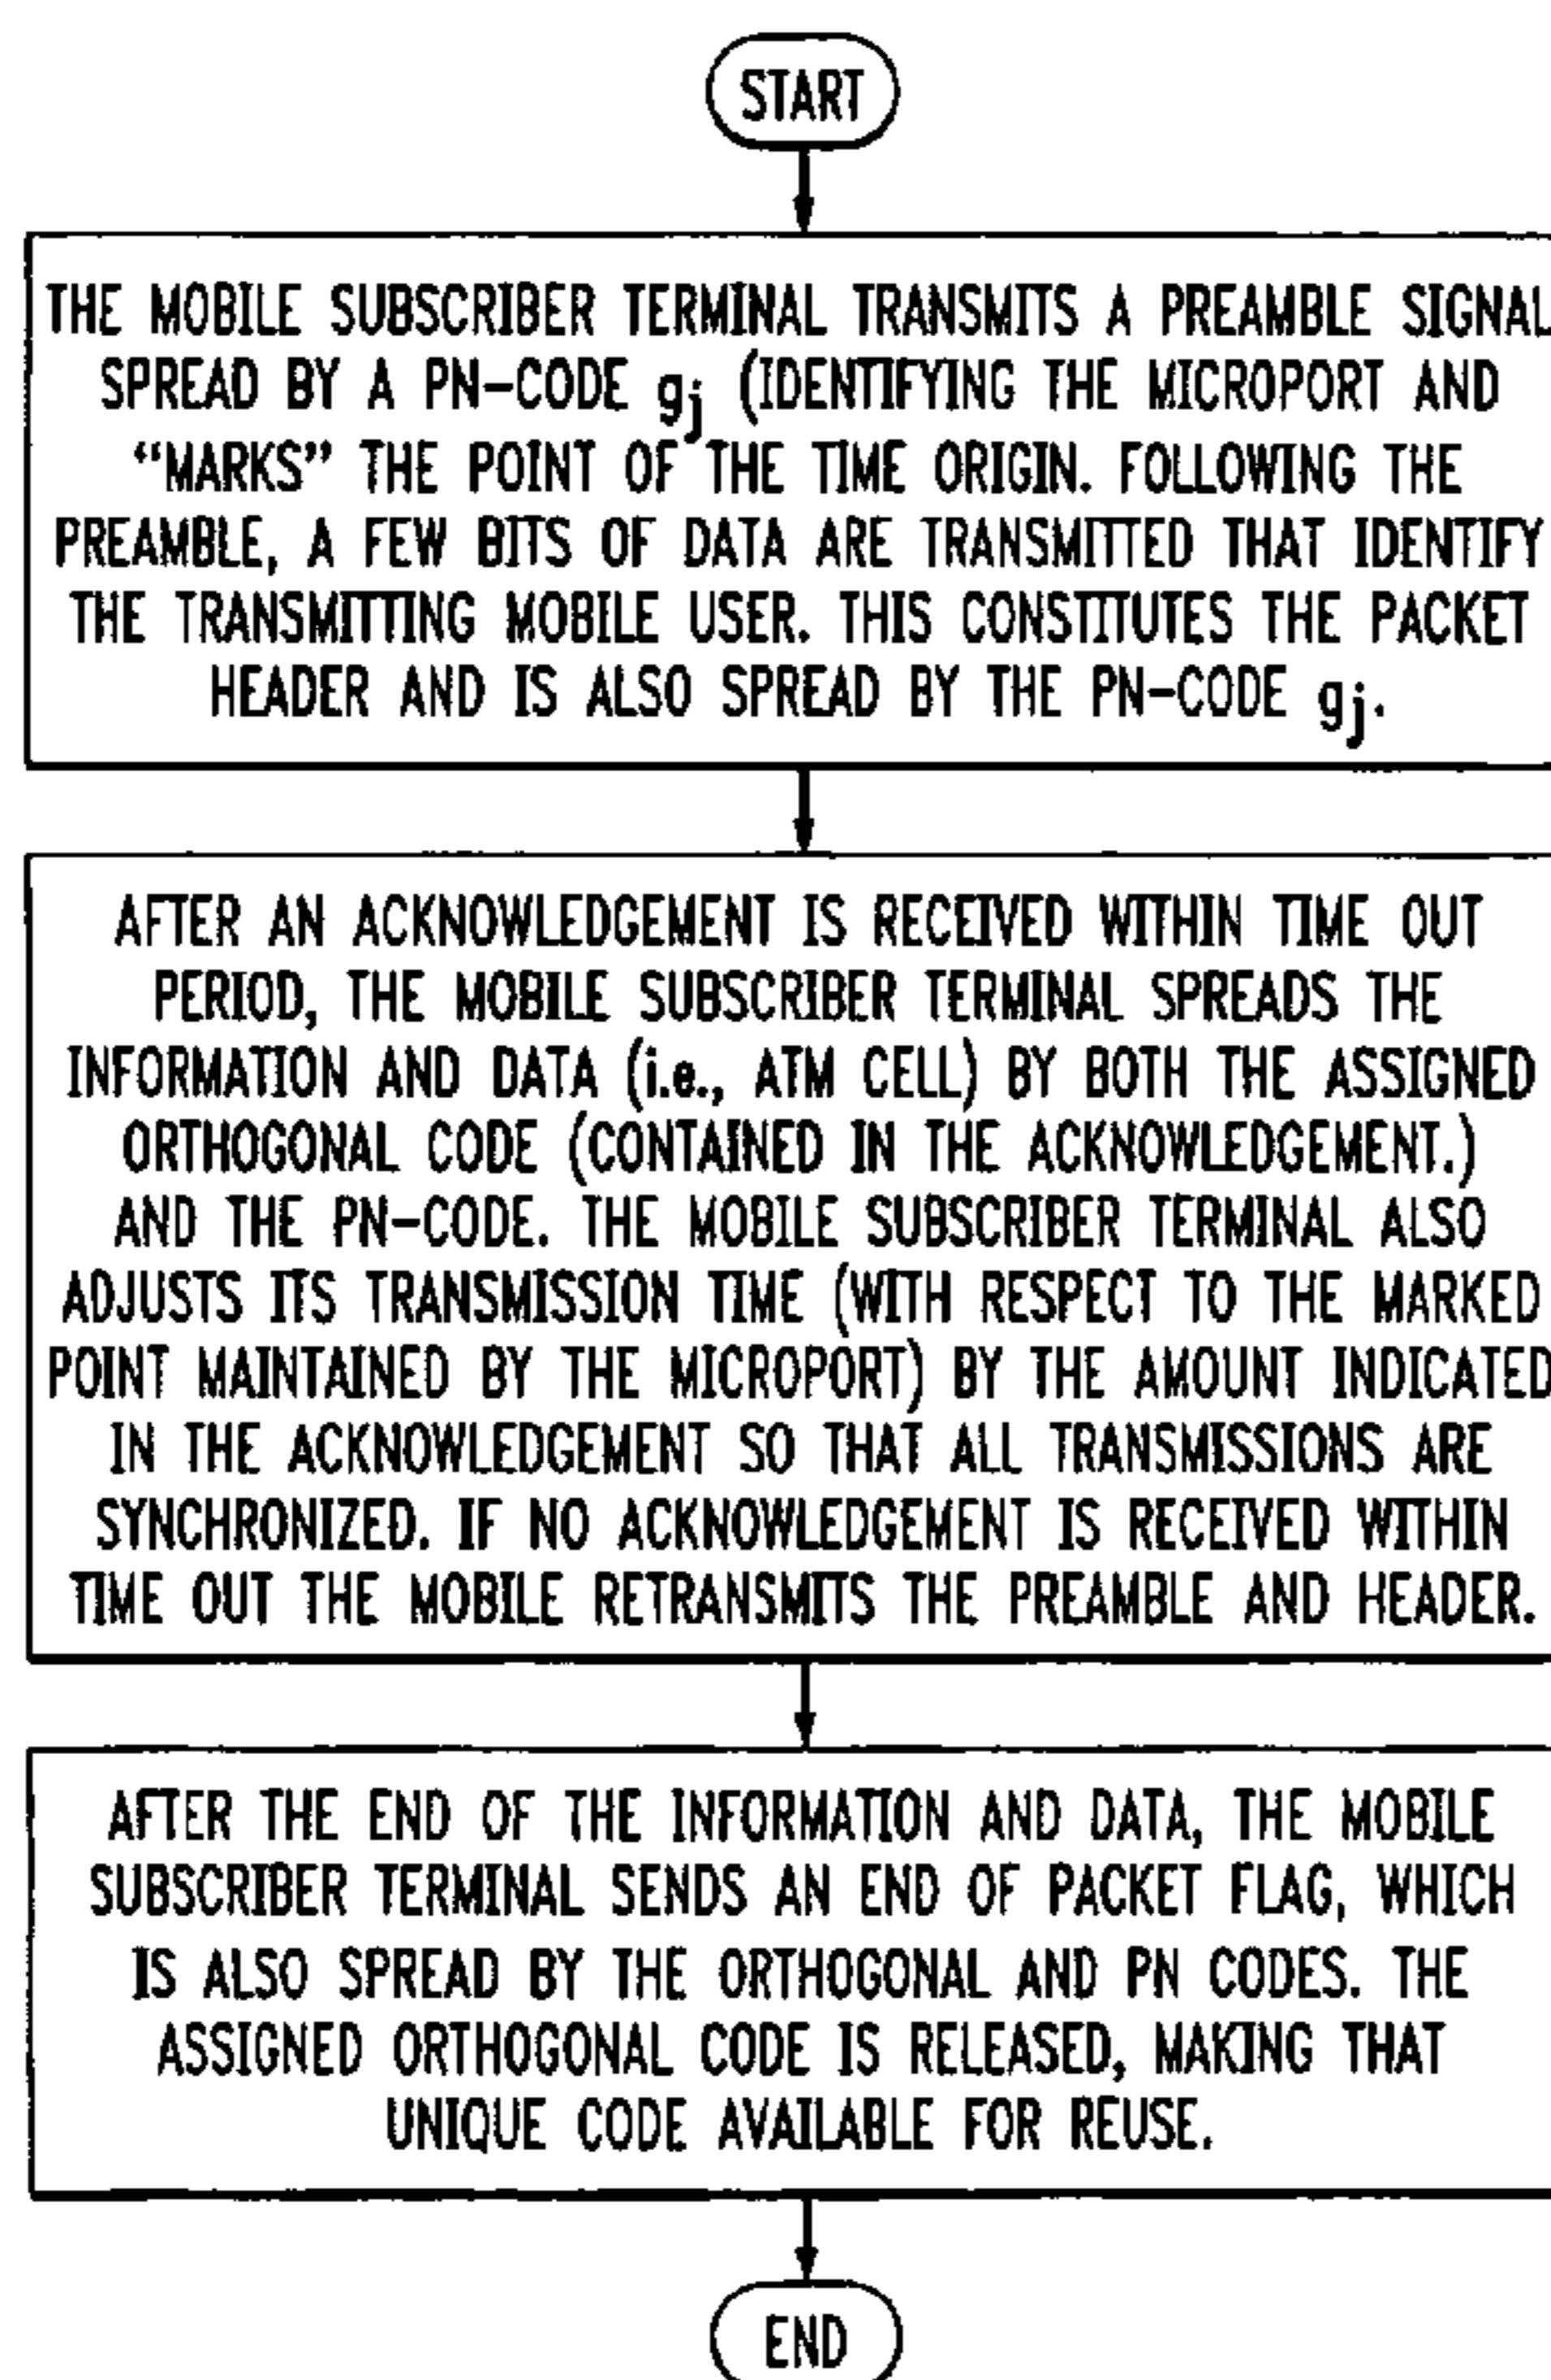 START
THE MOBILE SUBSCRIBER TERMINAL TRANSMITS A PREAMBLE SIGNAL
SPREAD BY A PN-CODE gj (IDENTIFYING THE MICROPORT AND
“MARKS” THE POINT OF THE TIME ORIGIN. FOLLOWING THE
PREAMBLE, A FEW BITS OF DATA ARE TRANSMITTED THAT IDENTIFY
THE TRANSMITTING MOBILE USER. THIS CONSTITUTES THE PACKET
HEADER AND IS ALSO SPREAD BY THE PN-CODE gj.
AFTER AN ACKNOWLEDGEMENT IS RECEIVED WITHIN TIME OUT
PERIOD, THE MOBILE SUBSCRIBER TERMINAL SPREADS THE
INFORMATION AND DATA (i.e., ATM CELL) BY BOTH THE ASSIGNED
ORTHOGONAL CODE (CONTAINED IN THE ACKNOWLEDGEMENT.)
AND THE PN-CODE. THE MOBILE SUBSCRIBER TERMINAL ALSO
ADJUSTS ITS TRANSMISSION TIME (WITH RESPECT TO THE MARKED
POINT MAINTAINED BY THE MICROPORT) BY THE AMOUNT INDICATED
IN THE ACKNOWLEDGEMENT SO THAT ALL TRANSMISSIONS ARE
SYNCHRONIZED. IF NO ACKNOWLEDGEMENT IS RECEIVED WITHIN
TIME OUT THE MOBILE RETRANSMITS THE PREAMBLE AND HEADER.
AFTER THE END OF THE INFORMATION AND DATA, THE MOBILE
SUBSCRIBER TERMINAL SENDS AN END OF PACKET FLAG, WHICH
IS ALSO SPREAD BY THE ORTHOGONAL AND PN CODES. THE
ASSIGNED ORTHOGONAL CODE IS RELEASED, MAKING THAT
UNIQUE CODE AVAILABLE FOR REUSE.
END